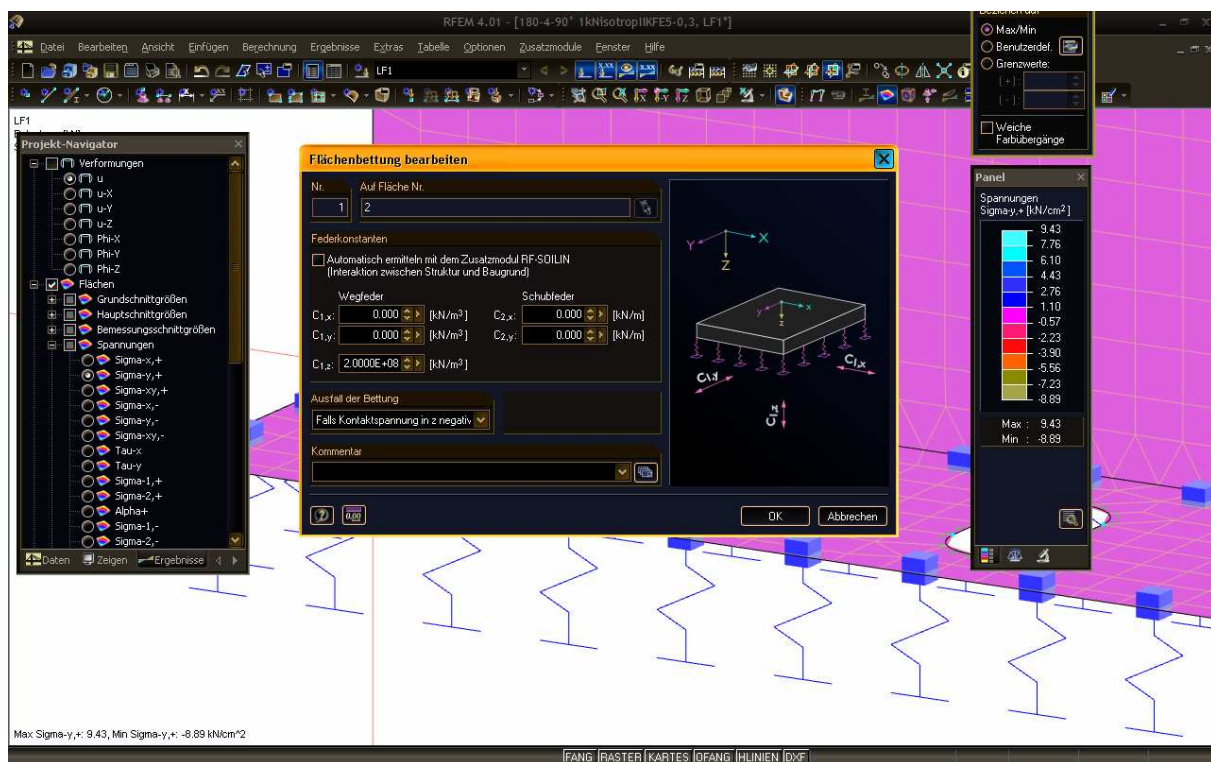 RFEM 4.01 - [180-4-90° 1kNisotropIIKFE5-0,3, LF1*]
Datei Bearbeiten Ansicht Einfügen Berechnung Ergebnisse Extras Tabelle Optionen Zusatzmodule Fenster Hilfe
LF1
LF1
Projekt-Navigator
Verformungen
u
u-X
u-Y
u-Z
Phi-X
Phi-Y
Phi-Z
Flächen
Grundschnittgrößen
Hauptschnittgrößen
Bemessungsschnittgrößen
Spannungen
Sigma-x,+
Sigma-y,+
Sigma-xy,+
Sigma-x,-
Sigma-y,-
Sigma-xy,-
Tau-x
Tau-y
Sigma-1,+
Sigma-2,+
Alpha+
Sigma-1,-
Sigma-2,-
Daten Zeigen Ergebnisse
Flächenbettung bearbeiten
Nr. Auf Fläche Nr.
1 2
Federkonstanten
Automatisch ermitteln mit dem Zusatzmodul RF-SOILIN
(Interaktion zwischen Struktur und Baugrund)
Wegfeder Schubfeder
C1,x: 0.000 [kN/m³] C2,x: 0.000 [kN/m]
C1,y: 0.000 [kN/m³] C2,y: 0.000 [kN/m]
C1,z: 2.0000E+08 [kN/m³]
Ausfall der Bettung
Falls Kontaktspannung in z negativ
Kommentar
0.00
OK Abbrechen
Y X
Z
y x
z
C1,y C1,x
C1,z
Beziehen auf
Max/Min
Benutzerdef.
Grenzwerte:
(+):
(-):
Weiche
Farbübergänge
Panel
Spannungen
Sigma-y,+ [kN/cm²]
9.43
7.76
6.10
4.43
2.76
1.10
-0.57
-2.23
-3.90
-5.56
-7.23
-8.89
Max : 9.43
Min : -8.89
Max Sigma-y,+: 9.43, Min Sigma-y,+: -8.89 kN/cm^2
FANG RASTER KARTES OFANG HLINIEN DXF